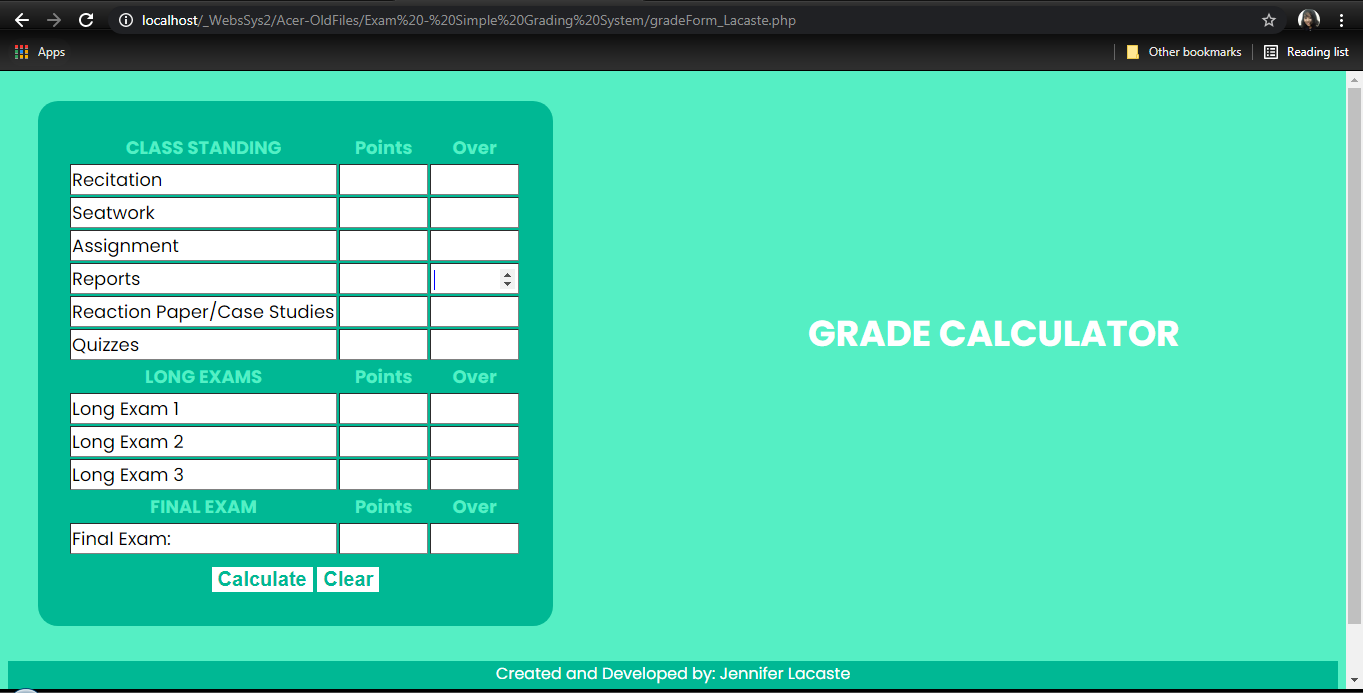 localhost/_WebsSys2/Acer-OldFiles/Exam%20-%20Simple%20Grading%20System/gradeForm_Lacaste.php
Apps Other bookmarks Reading list
CLASS STANDING Points Over
Recitation
Seatwork
Assignment
Reports
Reaction Paper/Case Studies
Quizzes
LONG EXAMS Points Over
Long Exam 1
Long Exam 2
Long Exam 3
FINAL EXAM Points Over
Final Exam:
Calculate Clear
GRADE CALCULATOR
Created and Developed by: Jennifer Lacaste